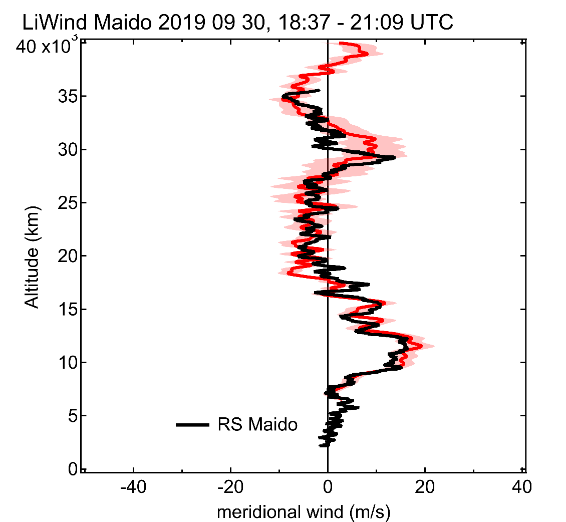 LiWind Maido 2019 09 30, 18:37 - 21:09 UTC
40 x10³
35
30
25
20
15
10
5
0
Altitude (km)
RS Maido
-40 -20 0 20 40
meridional wind (m/s)